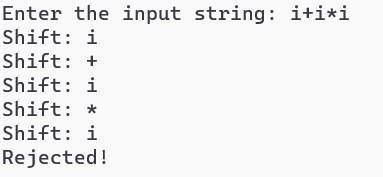 Enter the input string: i+i*i
Shift: i
Shift: +
Shift: i
Shift: *
Shift: i
Rejected!